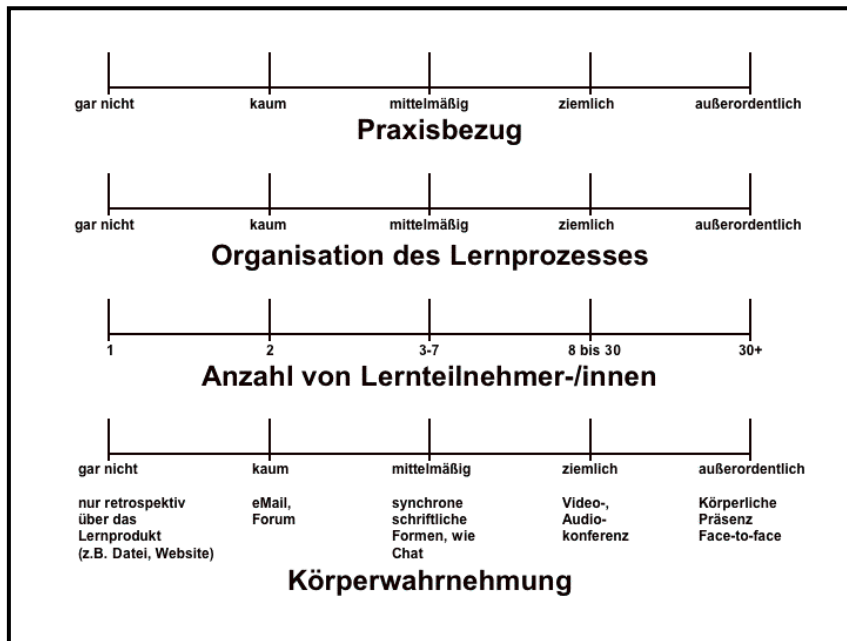 gar nicht kaum mittelmäßig ziemlich außerordentlich
Praxisbezug
gar nicht kaum mittelmäßig ziemlich außerordentlich
Organisation des Lernprozesses
1 2 3-7 8 bis 30 30+
Anzahl von Lernteilnehmer-/innen
gar nicht kaum mittelmäßig ziemlich außerordentlich
nur retrospektiv
über das
Lernprodukt
(z.B. Datei, Website)
eMail,
Forum
synchrone
schriftliche
Formen, wie
Chat
Video-,
Audio-
konferenz
Körperliche
Präsenz
Face-to-face
Körperwahrnehmung